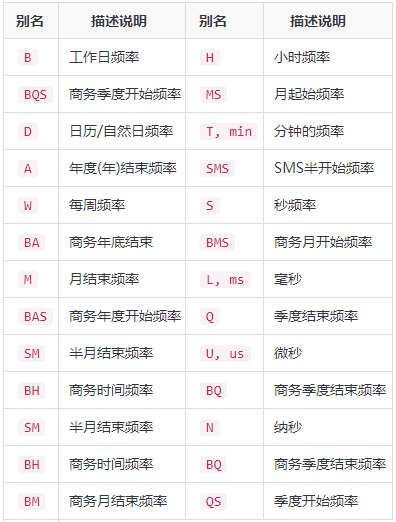 别名 描述说明 别名 描述说明
B 工作日频率 H 小时频率
BQS 商务季度开始频率 MS 月起始频率
D 日历/自然日频率 T, min 分钟的频率
A 年度(年)结束频率 SMS SMS半开始频率
W 每周频率 S 秒频率
BA 商务年底结束 BMS 商务月开始频率
M 月结束频率 L, ms 毫秒
BAS 商务年度开始频率 Q 季度结束频率
SM 半月结束频率 U, us 微秒
BH 商务时间频率 BQ 商务季度结束频率
SM 半月结束频率 N 纳秒
BH 商务时间频率 BQ 商务季度结束频率
BM 商务月结束频率 QS 季度开始频率